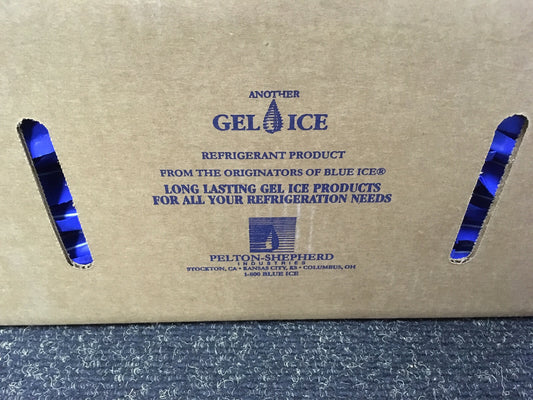 ANOTHER
GEL ICE
REFRIGERANT PRODUCT
FROM THE ORIGINATORS OF BLUE ICE®
LONG LASTING GEL ICE PRODUCTS
FOR ALL YOUR REFRIGERATION NEEDS
PELTON-SHEPHERD
INDUSTRIES
STOCKTON, CA • KANSAS CITY, KS • COLUMBUS, OH
1-800 BLUE ICE